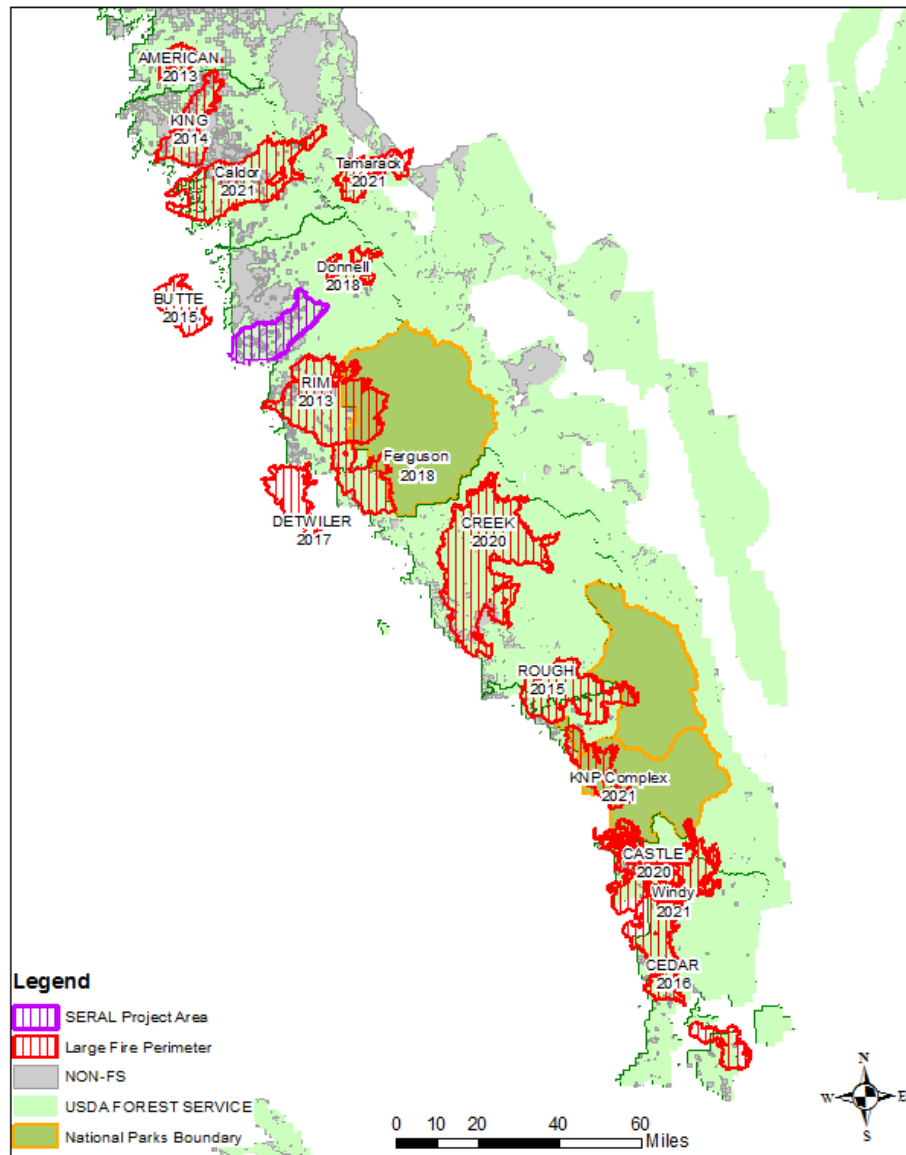 AMERICAN
2013
KING
2014
Caldor
2021
Tamarack
2021
Donnell
2018
BUTTE
2015
RIM
2013
Ferguson
2018
DETWILER
2017
CREEK
2020
ROUGH
2015
KNP Complex
2021
CASTLE
2020
Windy
2021
CEDAR
2016
Legend
SERAL Project Area
Large Fire Perimeter
NON-FS
USDA FOREST SERVICE
National Parks Boundary
0 10 20 40 60
Miles
N
W E
S